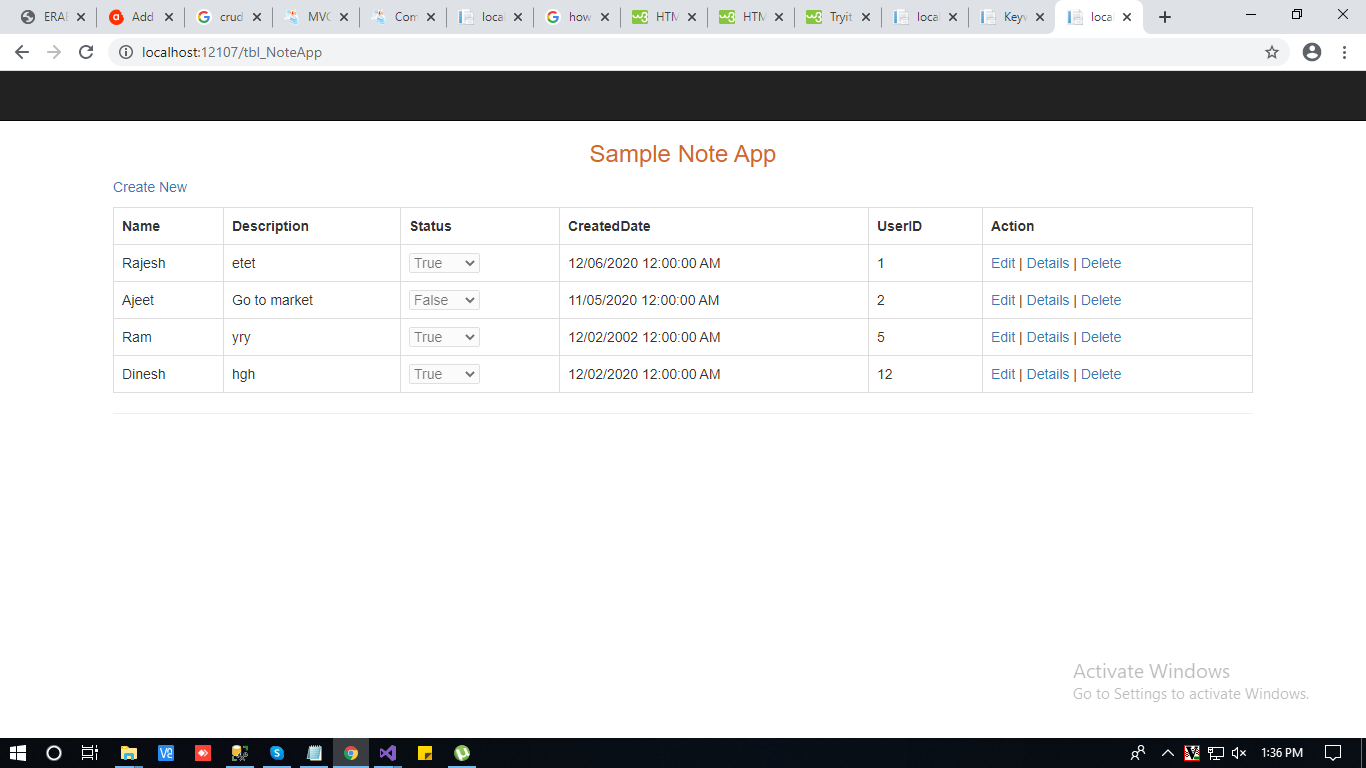 ERAE Add crud MVC Com local how HTM HTM Tryit local Keyw local
localhost:12107/tbl_NoteApp
Sample Note App
Create New
Name Description Status CreatedDate UserID Action
Rajesh etet True 12/06/2020 12:00:00 AM 1 Edit | Details | Delete
Ajeet Go to market False 11/05/2020 12:00:00 AM 2 Edit | Details | Delete
Ram yry True 12/02/2002 12:00:00 AM 5 Edit | Details | Delete
Dinesh hgh True 12/02/2020 12:00:00 AM 12 Edit | Details | Delete
Activate Windows
Go to Settings to activate Windows.
1:36 PM